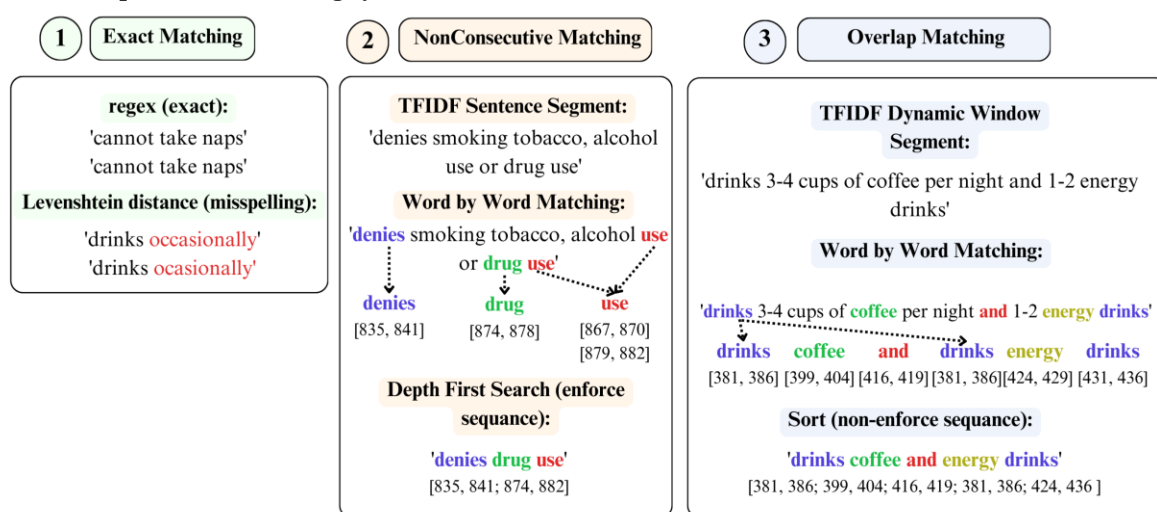 1 Exact Matching
regex (exact):
'cannot take naps'
'cannot take naps'
Levenshtein distance (misspelling):
'drinks occasionally'
'drinks ocasionally'
2 NonConsecutive Matching
TFIDF Sentence Segment:
'denies smoking tobacco, alcohol
use or drug use'
Word by Word Matching:
'denies smoking tobacco, alcohol use
or drug use'
denies drug use
[835, 841] [874, 878] [867, 870]
[879, 882]
Depth First Search (enforce
sequance):
'denies drug use'
[835, 841; 874, 882]
3 Overlap Matching
TFIDF Dynamic Window
Segment:
'drinks 3-4 cups of coffee per night and 1-2 energy
drinks'
Word by Word Matching:
'drinks 3-4 cups of coffee per night and 1-2 energy drinks'
drinks coffee and drinks energy drinks
[381, 386] [399, 404] [416, 419] [381, 386] [424, 429] [431, 436]
Sort (non-enforce sequance):
'drinks coffee and energy drinks'
[381, 386; 399, 404; 416, 419; 381, 386; 424, 436 ]